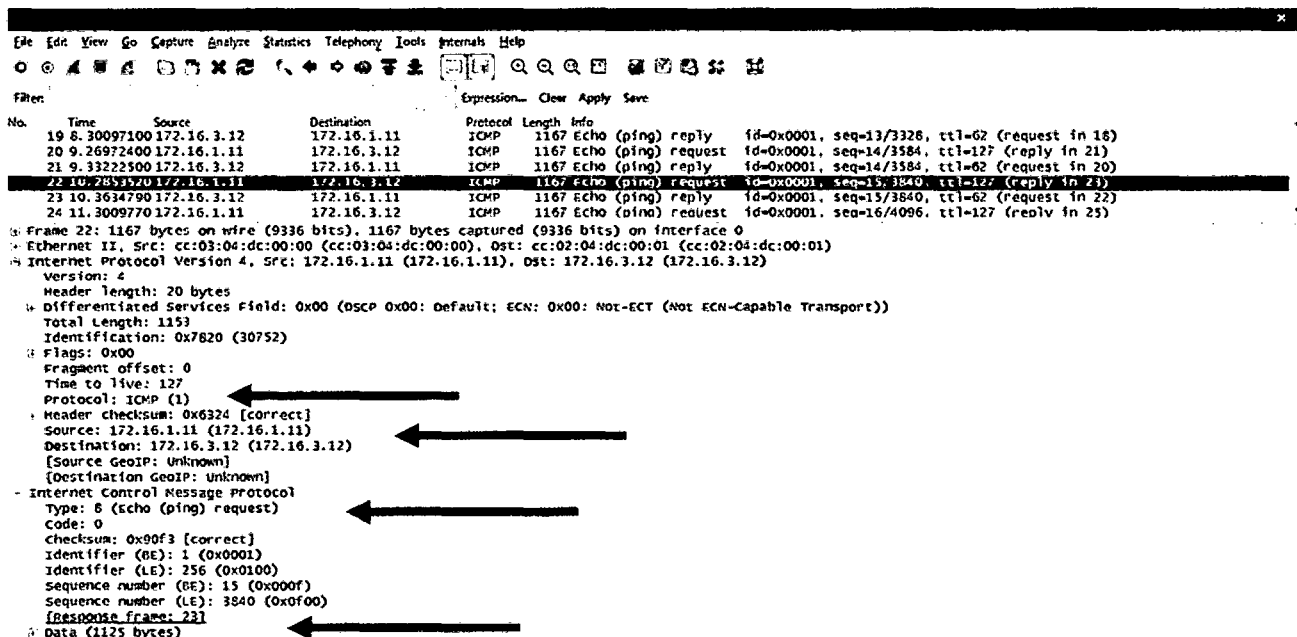 File Edit View Go Capture Analyze Statistics Telephony Tools Internals Help
Filter: Expression... Clear Apply Save
No. Time Source Destination Protocol Length Info
19 8.30097100 172.16.3.12 172.16.1.11 ICMP 1167 Echo (ping) reply id=0x0001, seq=13/3328, ttl=62 (request in 18)
20 9.26972400 172.16.1.11 172.16.3.12 ICMP 1167 Echo (ping) request id=0x0001, seq=14/3584, ttl=127 (reply in 21)
21 9.33222500 172.16.3.12 172.16.1.11 ICMP 1167 Echo (ping) reply id=0x0001, seq=14/3584, ttl=62 (request in 20)
22 10.2853520 172.16.1.11 172.16.3.12 ICMP 1167 Echo (ping) request id=0x0001, seq=15/3840, ttl=127 (reply in 23)
23 10.3634790 172.16.3.12 172.16.1.11 ICMP 1167 Echo (ping) reply id=0x0001, seq=15/3840, ttl=62 (request in 22)
24 11.3009770 172.16.1.11 172.16.3.12 ICMP 1167 Echo (ping) request id=0x0001, seq=16/4096, ttl=127 (reply in 25)
Frame 22: 1167 bytes on wire (9336 bits), 1167 bytes captured (9336 bits) on interface 0
Ethernet II, Src: cc:03:04:dc:00:00 (cc:03:04:dc:00:00), Dst: cc:02:04:dc:00:01 (cc:02:04:dc:00:01)
Internet Protocol Version 4, Src: 172.16.1.11 (172.16.1.11), Dst: 172.16.3.12 (172.16.3.12)
Version: 4
Header length: 20 bytes
Differentiated Services Field: 0x00 (DSCP 0x00: Default; ECN: 0x00: Not-ECT (Not ECN-Capable Transport))
Total Length: 1153
Identification: 0x7820 (30752)
Flags: 0x00
Fragment offset: 0
Time to live: 127
Protocol: ICMP (1)
Header checksum: 0x6324 [correct]
Source: 172.16.1.11 (172.16.1.11)
Destination: 172.16.3.12 (172.16.3.12)
[Source GeoIP: Unknown]
[Destination GeoIP: Unknown]
Internet Control Message Protocol
Type: 8 (Echo (ping) request)
Code: 0
Checksum: 0x90f3 [correct]
Identifier (BE): 1 (0x0001)
Identifier (LE): 256 (0x0100)
Sequence number (BE): 15 (0x000f)
Sequence number (LE): 3840 (0x0f00)
[Response frame: 23]
Data (1125 bytes)